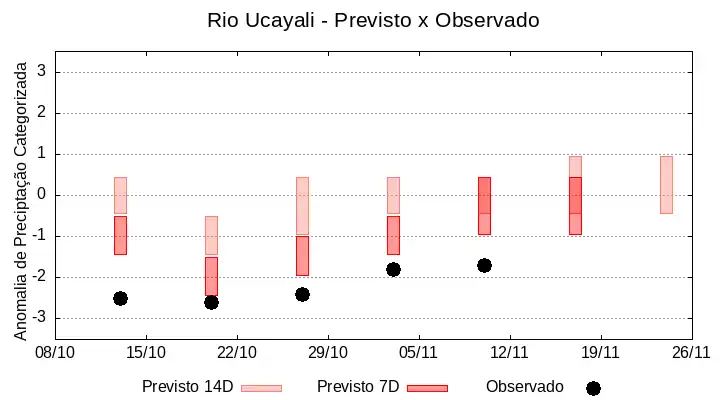 Rio Ucayali - Previsto x Observado
Anomalia de Preciptação Categorizada
3
2
1
0
-1
-2
-3
08/10 15/10 22/10 29/10 05/11 12/11 19/11 26/11
Previsto 14D Previsto 7D Observado